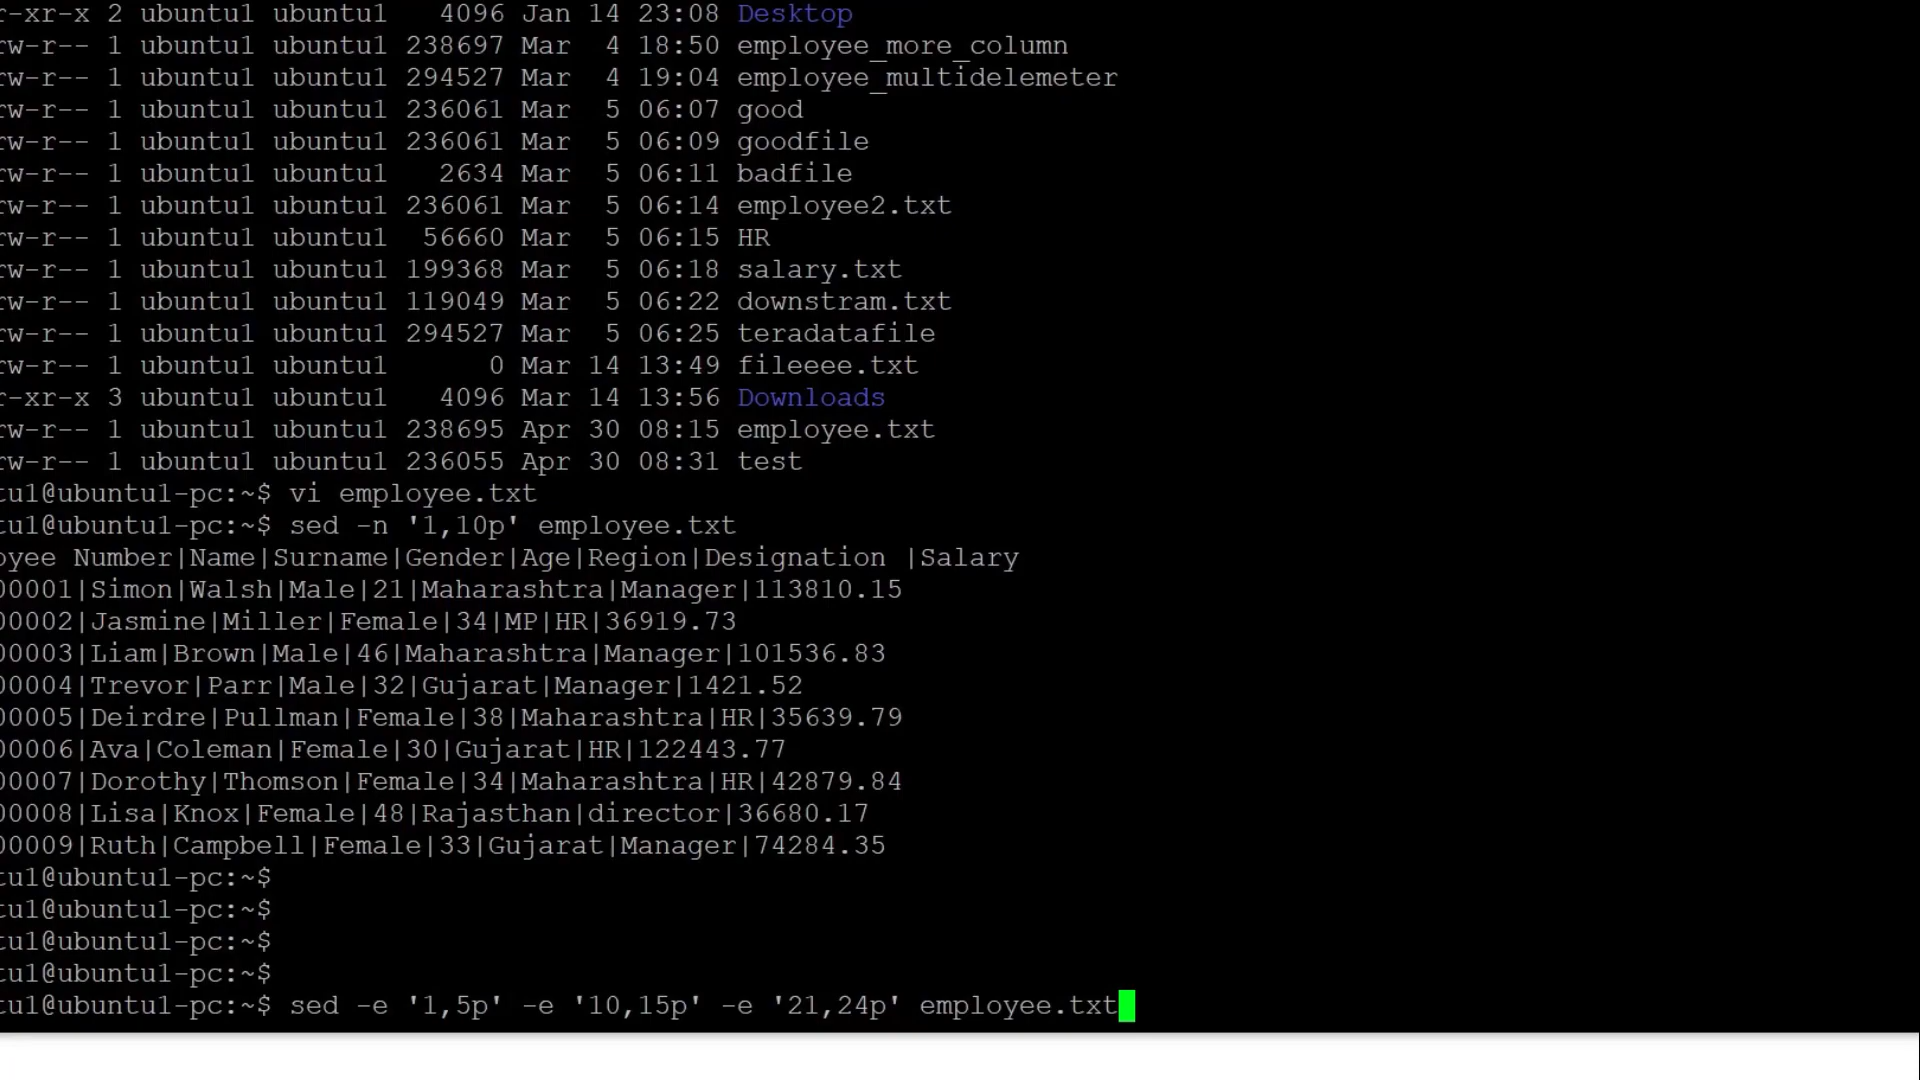 r-xr-x 2 ubuntu1 ubuntu1   4096 Jan 14 23:08 Desktop
rw-r-- 1 ubuntu1 ubuntu1 238697 Mar  4 18:50 employee_more_column
rw-r-- 1 ubuntu1 ubuntu1 294527 Mar  4 19:04 employee_multidelemeter
rw-r-- 1 ubuntu1 ubuntu1 236061 Mar  5 06:07 good
rw-r-- 1 ubuntu1 ubuntu1 236061 Mar  5 06:09 goodfile
rw-r-- 1 ubuntu1 ubuntu1   2634 Mar  5 06:11 badfile
rw-r-- 1 ubuntu1 ubuntu1 236061 Mar  5 06:14 employee2.txt
rw-r-- 1 ubuntu1 ubuntu1  56660 Mar  5 06:15 HR
rw-r-- 1 ubuntu1 ubuntu1 199368 Mar  5 06:18 salary.txt
rw-r-- 1 ubuntu1 ubuntu1 119049 Mar  5 06:22 downstram.txt
rw-r-- 1 ubuntu1 ubuntu1 294527 Mar  5 06:25 teradatafile
rw-r-- 1 ubuntu1 ubuntu1      0 Mar 14 13:49 fileeee.txt
r-xr-x 3 ubuntu1 ubuntu1   4096 Mar 14 13:56 Downloads
rw-r-- 1 ubuntu1 ubuntu1 238695 Apr 30 08:15 employee.txt
rw-r-- 1 ubuntu1 ubuntu1 236055 Apr 30 08:31 test
tu1@ubuntu1-pc:~$ vi employee.txt
tu1@ubuntu1-pc:~$ sed -n '1,10p' employee.txt
oyee Number|Name|Surname|Gender|Age|Region|Designation |Salary
00001|Simon|Walsh|Male|21|Maharashtra|Manager|113810.15
00002|Jasmine|Miller|Female|34|MP|HR|36919.73
00003|Liam|Brown|Male|46|Maharashtra|Manager|101536.83
00004|Trevor|Parr|Male|32|Gujarat|Manager|1421.52
00005|Deirdre|Pullman|Female|38|Maharashtra|HR|35639.79
00006|Ava|Coleman|Female|30|Gujarat|HR|122443.77
00007|Dorothy|Thomson|Female|34|Maharashtra|HR|42879.84
00008|Lisa|Knox|Female|48|Rajasthan|director|36680.17
00009|Ruth|Campbell|Female|33|Gujarat|Manager|74284.35
tu1@ubuntu1-pc:~$
tu1@ubuntu1-pc:~$
tu1@ubuntu1-pc:~$
tu1@ubuntu1-pc:~$
tu1@ubuntu1-pc:~$ sed -e '1,5p' -e '10,15p' -e '21,24p' employee.txt